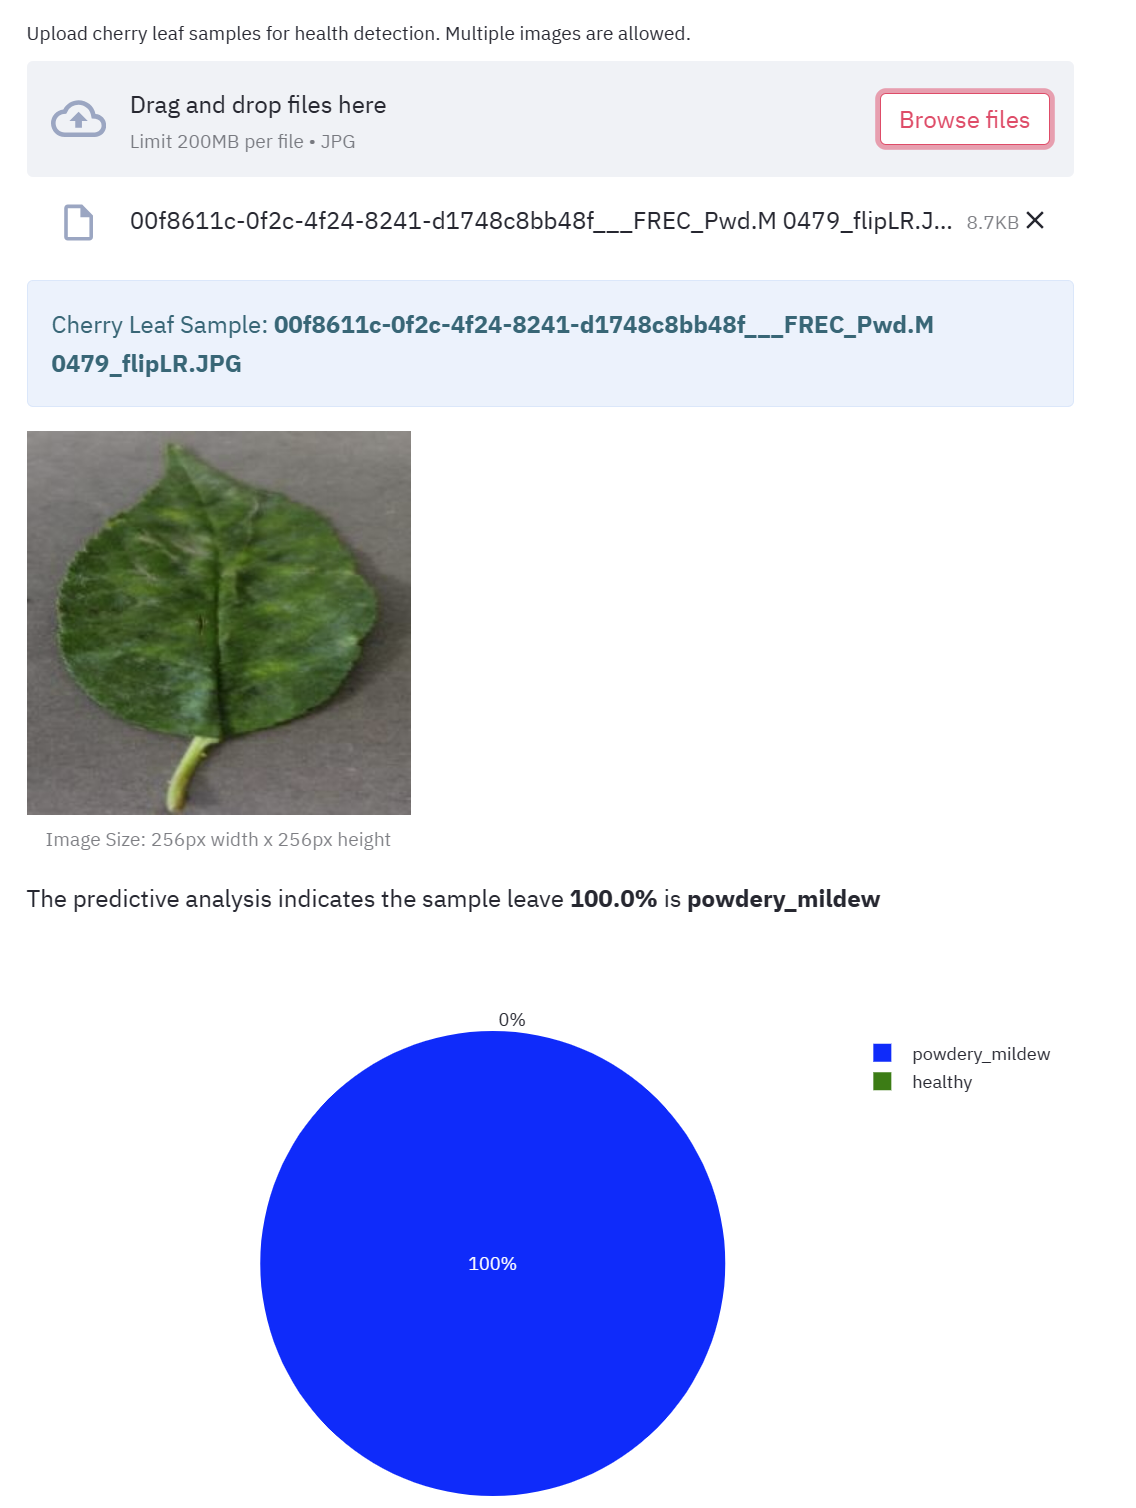 Upload cherry leaf samples for health detection. Multiple images are allowed.
Drag and drop files here
Limit 200MB per file • JPG
Browse files
00f8611c-0f2c-4f24-8241-d1748c8bb48f___FREC_Pwd.M 0479_flipLR.J... 8.7KB
Cherry Leaf Sample: 00f8611c-0f2c-4f24-8241-d1748c8bb48f___FREC_Pwd.M
0479_flipLR.JPG
Image Size: 256px width x 256px height
The predictive analysis indicates the sample leave 100.0% is powdery_mildew
0%
powdery_mildew
healthy
100%